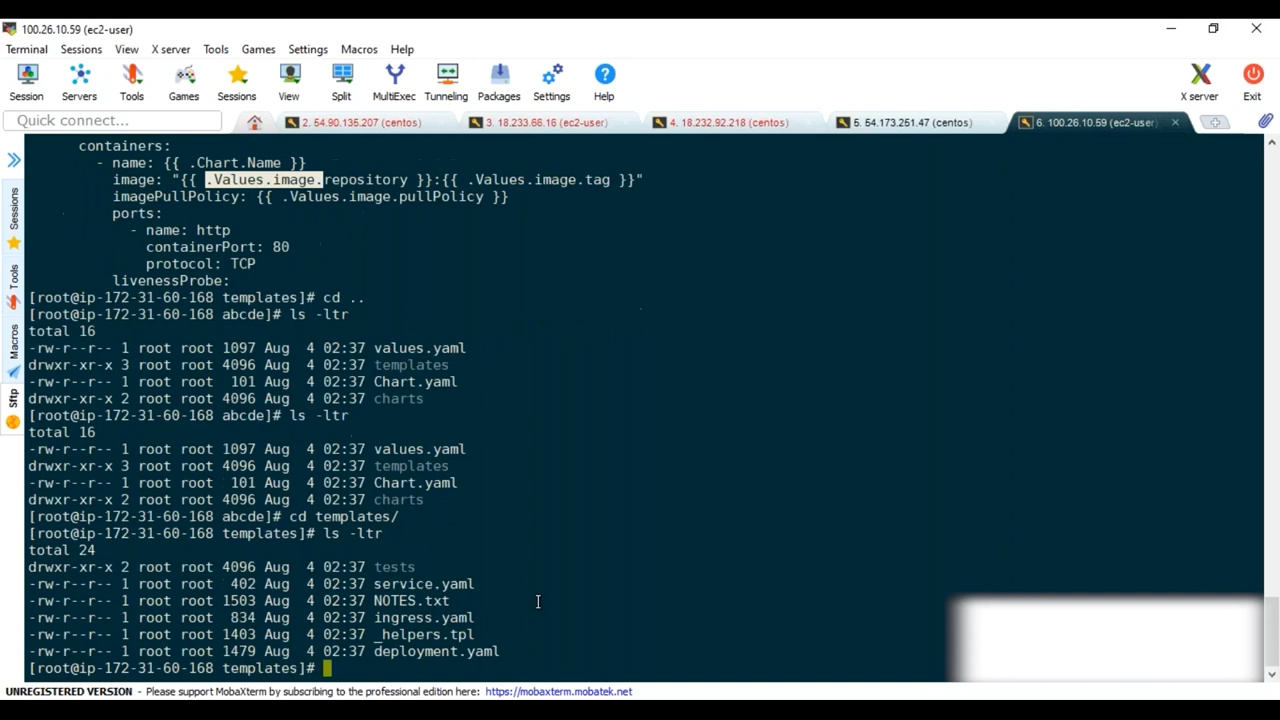 100.26.10.59 (ec2-user)
Terminal Sessions View X server Tools Games Settings Macros Help
Session Servers Tools Games Sessions View Split MultiExec Tunneling Packages Settings Help X server Exit
Quick connect...
2. 54.90.135.207 (centos)
3. 18.233.66.16 (ec2-user)
4. 18.232.92.218 (centos)
5. 54.173.251.47 (centos)
6. 100.26.10.59 (ec2-user)
Sessions
Tools
Macros
Sftp
containers:
- name: {{ .Chart.Name }}
image: "{{ .Values.image.repository }}:{{ .Values.image.tag }}"
imagePullPolicy: {{ .Values.image.pullPolicy }}
ports:
- name: http
containerPort: 80
protocol: TCP
livenessProbe:
[root@ip-172-31-60-168 templates]# cd ..
[root@ip-172-31-60-168 abcde]# ls -ltr
total 16
-rw-r--r-- 1 root root 1097 Aug  4 02:37 values.yaml
drwxr-xr-x 3 root root 4096 Aug  4 02:37 templates
-rw-r--r-- 1 root root  101 Aug  4 02:37 Chart.yaml
drwxr-xr-x 2 root root 4096 Aug  4 02:37 charts
[root@ip-172-31-60-168 abcde]# ls -ltr
total 16
-rw-r--r-- 1 root root 1097 Aug  4 02:37 values.yaml
drwxr-xr-x 3 root root 4096 Aug  4 02:37 templates
-rw-r--r-- 1 root root  101 Aug  4 02:37 Chart.yaml
drwxr-xr-x 2 root root 4096 Aug  4 02:37 charts
[root@ip-172-31-60-168 abcde]# cd templates/
[root@ip-172-31-60-168 templates]# ls -ltr
total 24
drwxr-xr-x 2 root root 4096 Aug  4 02:37 tests
-rw-r--r-- 1 root root  402 Aug  4 02:37 service.yaml
-rw-r--r-- 1 root root 1503 Aug  4 02:37 NOTES.txt
-rw-r--r-- 1 root root  834 Aug  4 02:37 ingress.yaml
-rw-r--r-- 1 root root 1403 Aug  4 02:37 _helpers.tpl
-rw-r--r-- 1 root root 1479 Aug  4 02:37 deployment.yaml
[root@ip-172-31-60-168 templates]#
UNREGISTERED VERSION - Please support MobaXterm by subscribing to the professional edition here: https://mobaxterm.mobatek.net